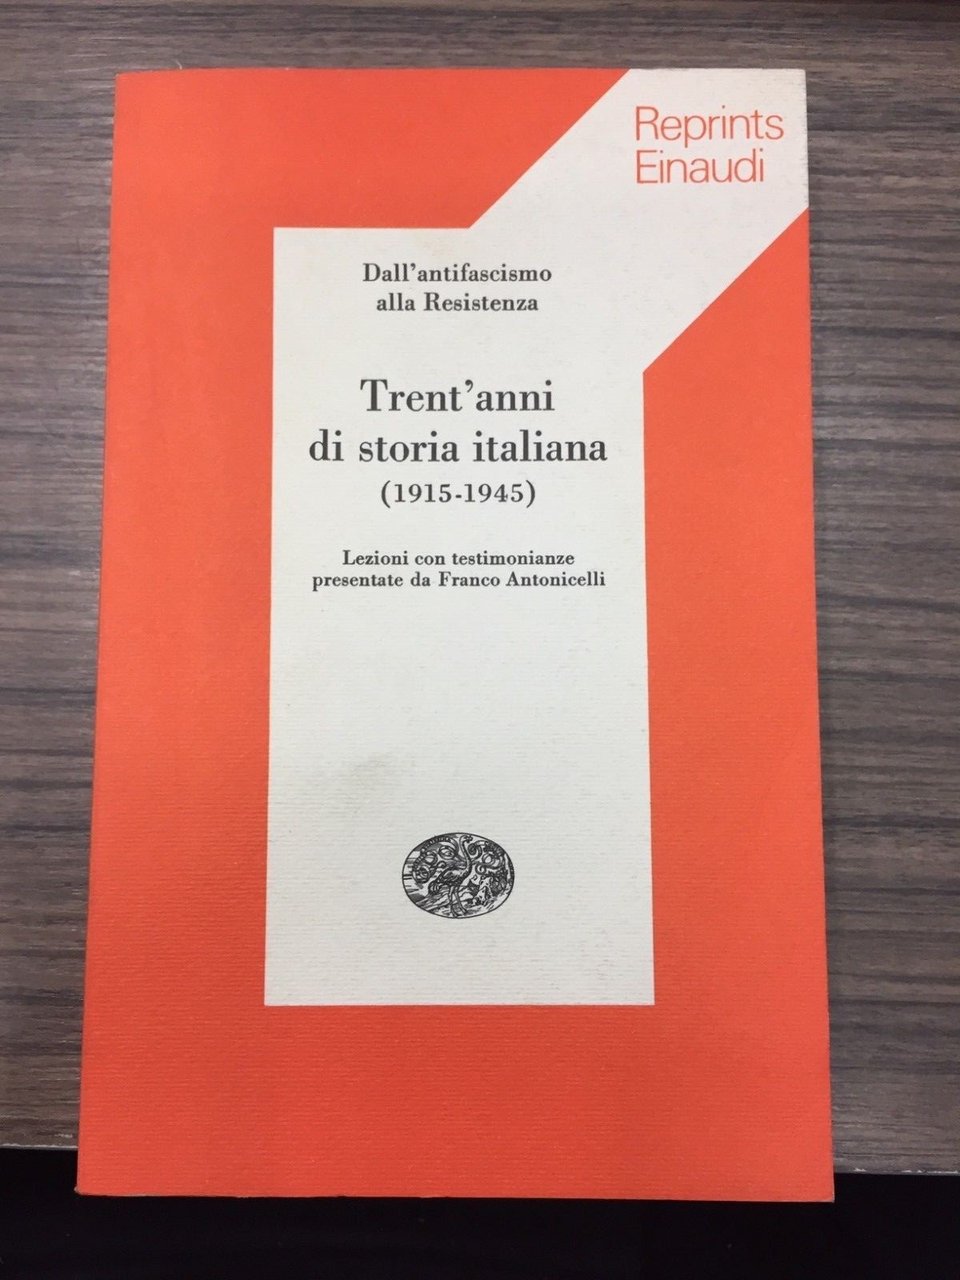 Reprints
Einaudi
Dall'antifascismo
alla Resistenza
Trent'anni
di storia italiana
(1915-1945)
Lezioni con testimonianze
presentate da Franco Antonicelli